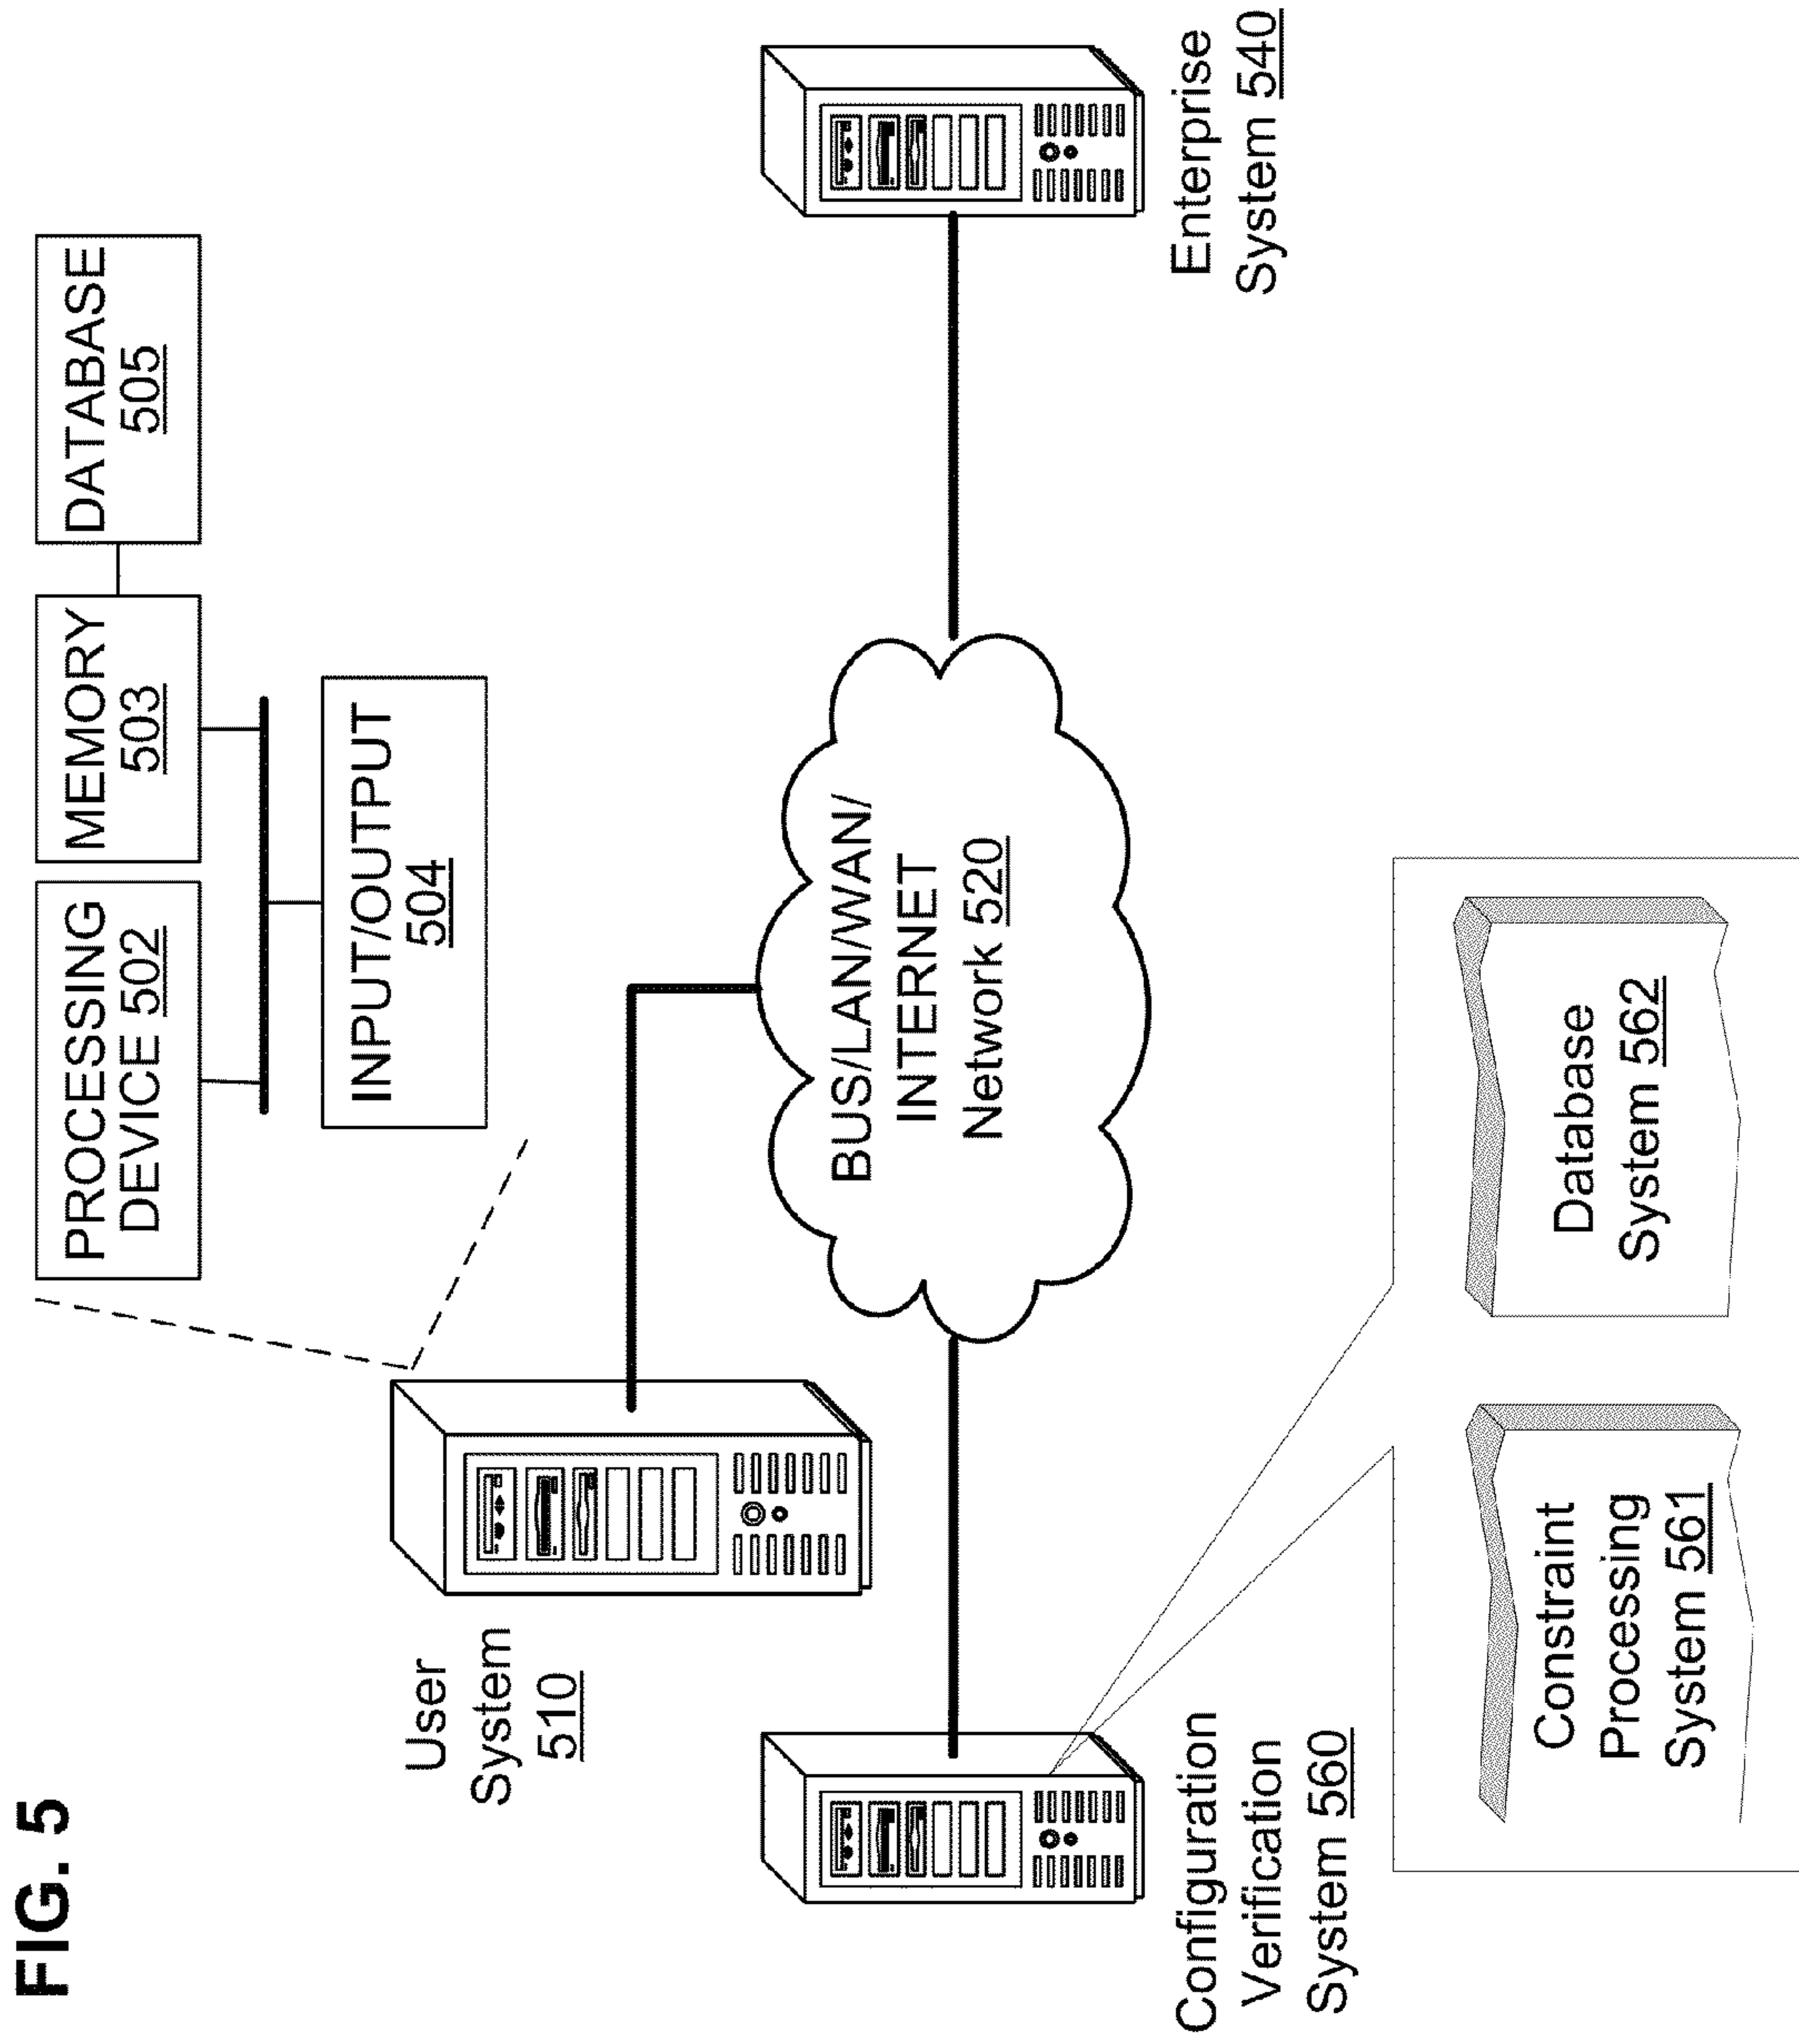 FIG. 5
PROCESSING
DEVICE 502
MEMORY
503
DATABASE
505
INPUT/OUTPUT
504
User
System
510
BUS/LAN/WAN/
INTERNET
Network 520
Configuration
Verification
System 560
Enterprise
System 540
Constraint
Processing
System 561
Database
System 562